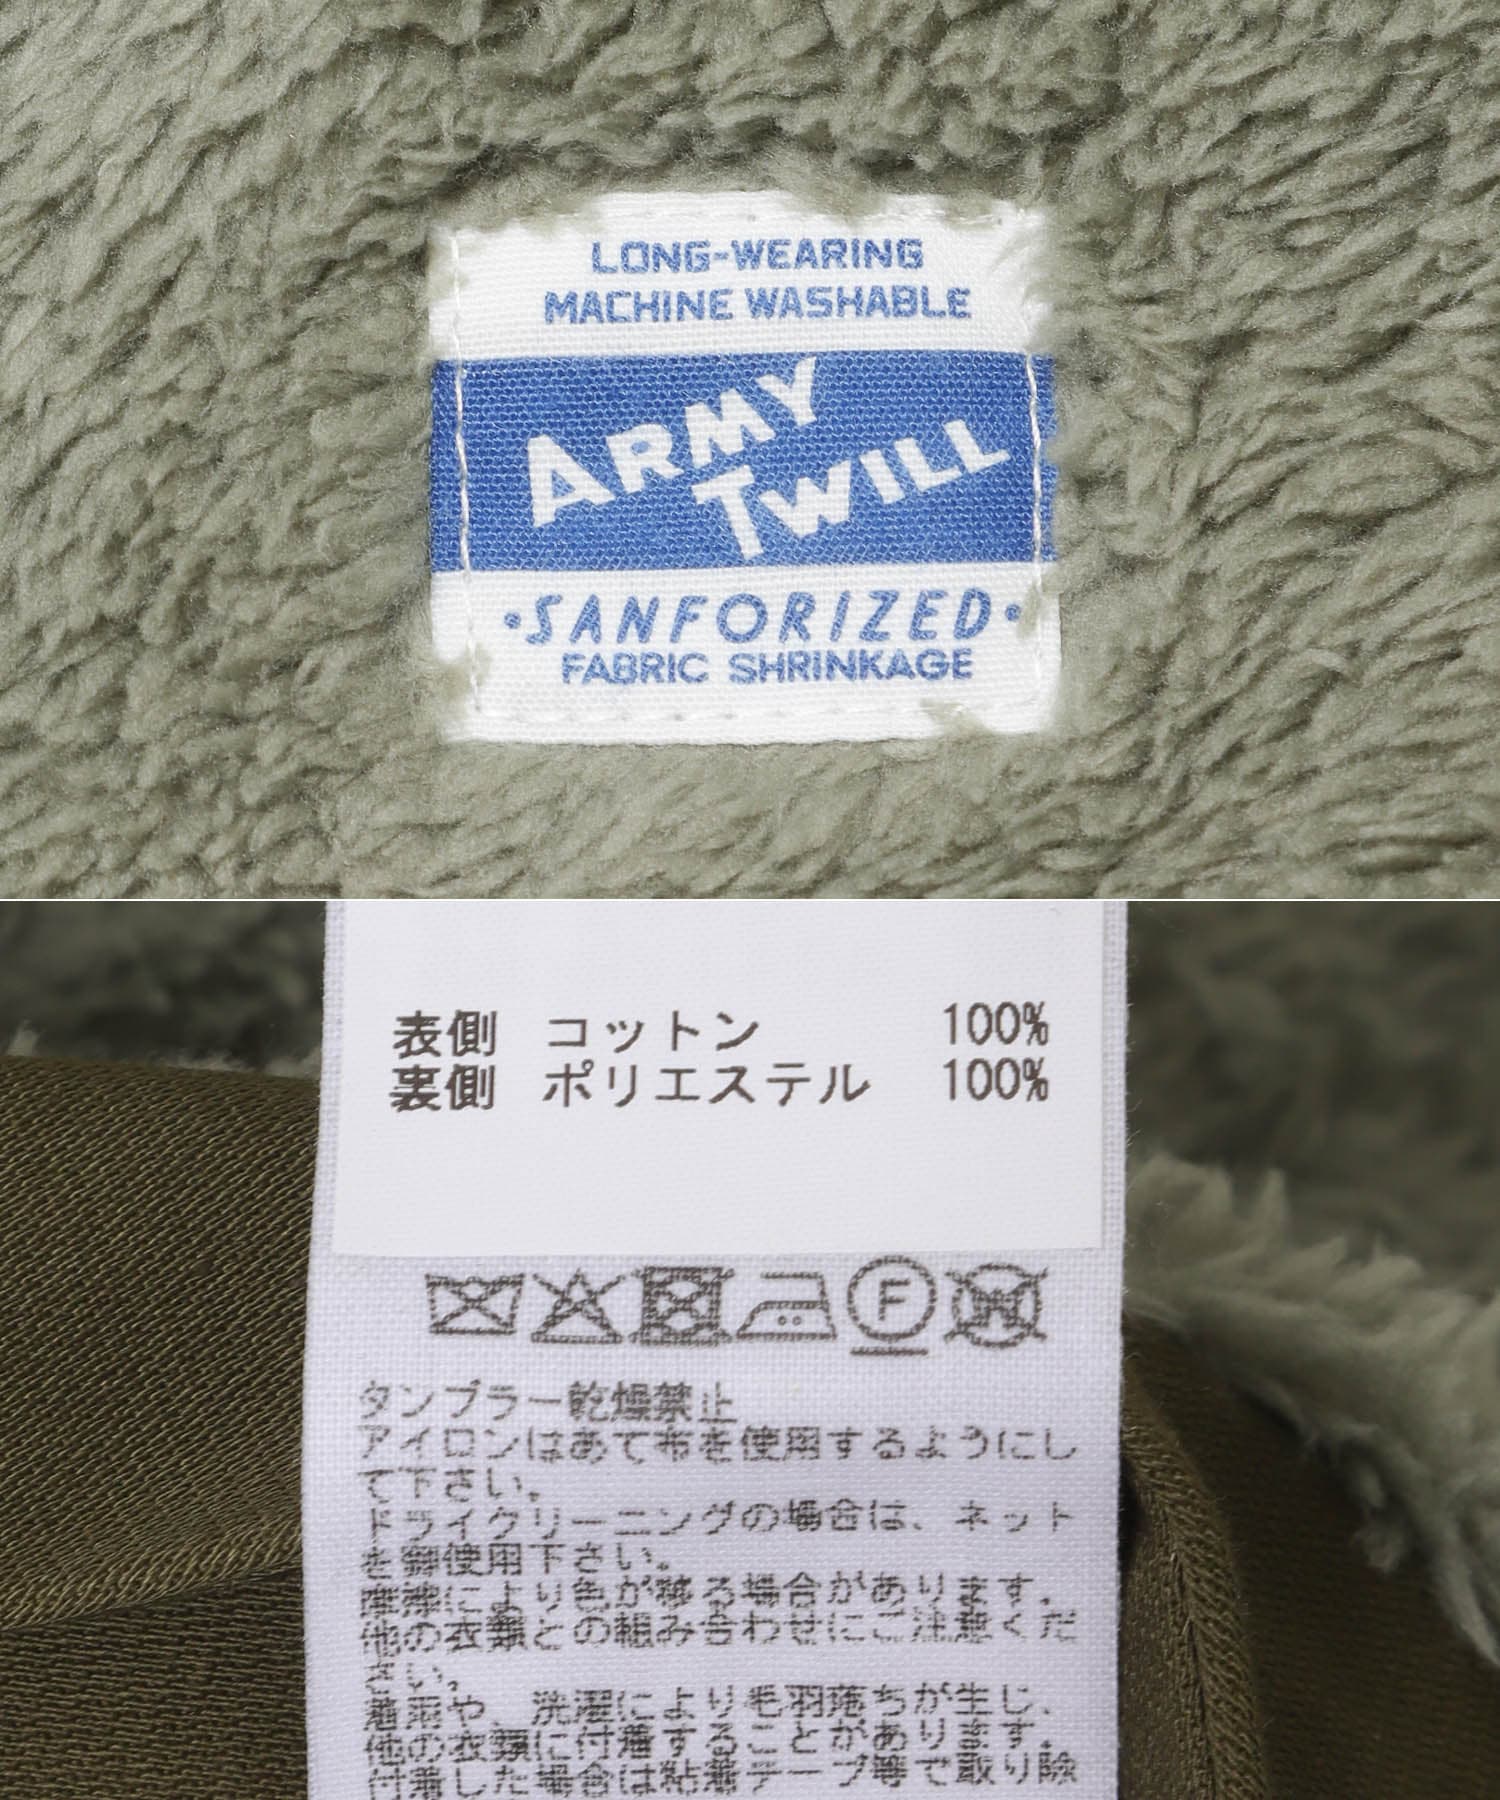 LONG-WEARING
MACHINE WASHABLE
ARMY
TWILL
•SANFORIZED•
FABRIC SHRINKAGE
表側 コットン 100%
裏側 ポリエステル 100%
F
W
タンブラー乾燥禁止
アイロンはあて布を使用するようにし
て下さい。
ドライクリーニングの場合は、ネット
を御使用下さい。
摩擦により色が移る場合があります。
他の衣類との組み合わせにご注意くだ
さい。
着用や、洗濯により毛羽落ちが生じ、
他の衣類に付着することがあります。
付着した場合は粘着テープ等で取り除